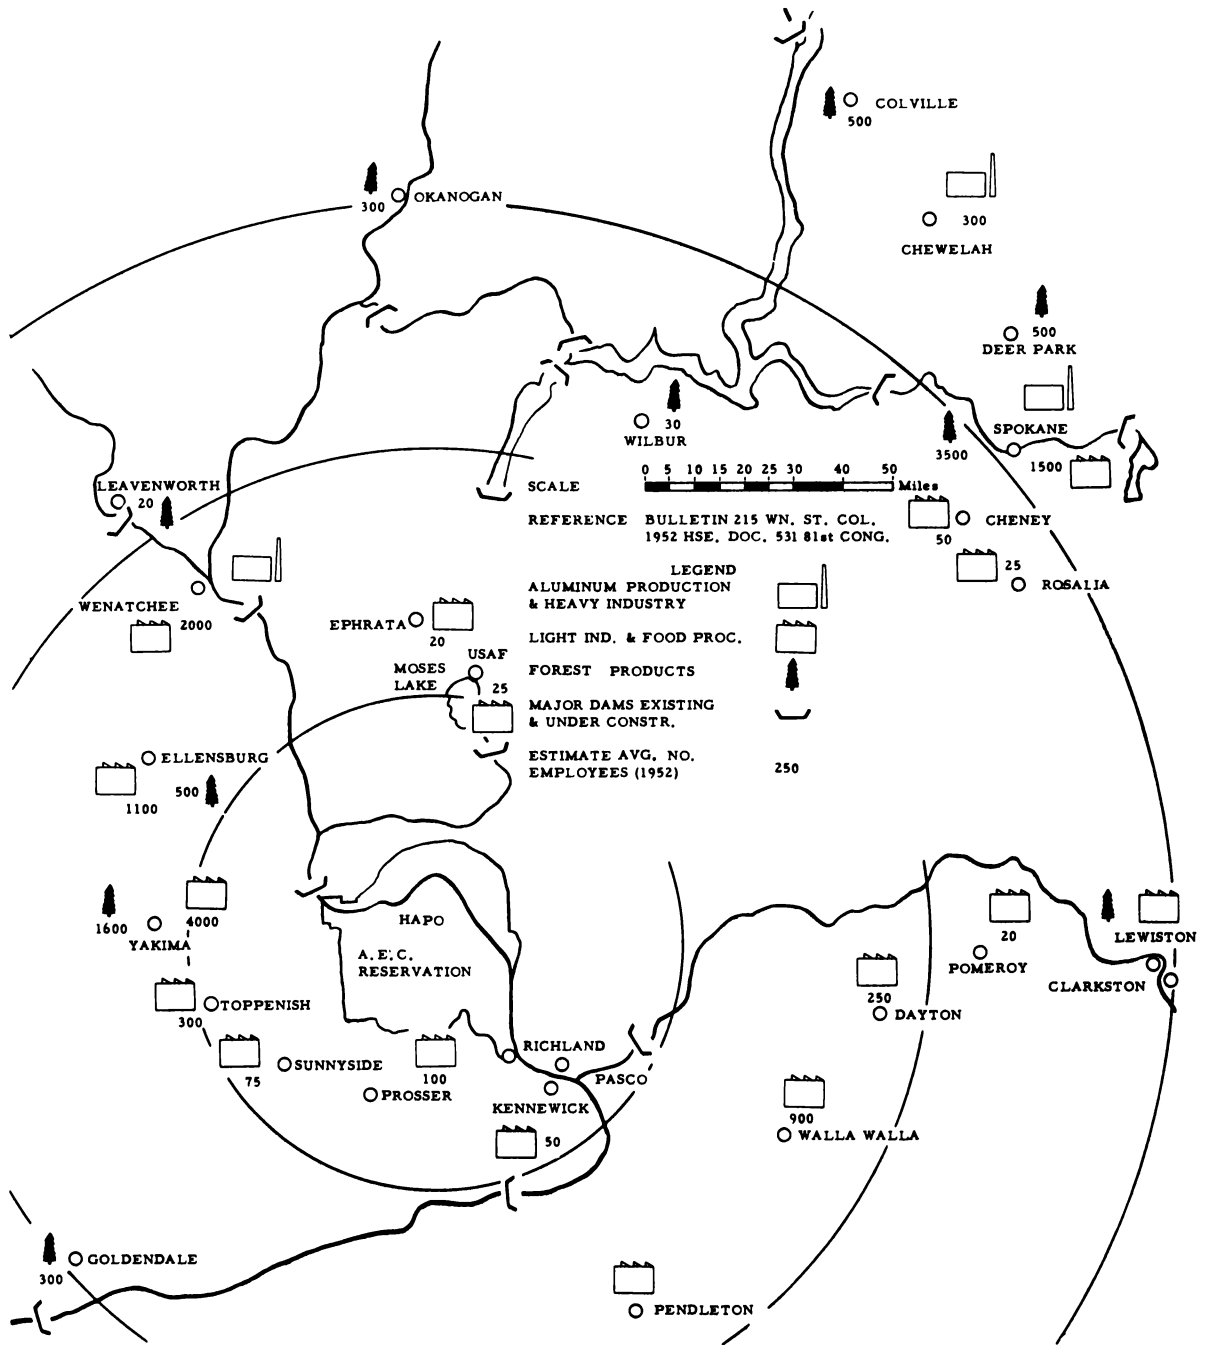 COLVILLE
500
300
OKANOGAN
300
CHEWELAH
500
DEER PARK
30
WILBUR
SPOKANE
3500
1500
LEAVENWORTH
20
0 5 10 15 20 25 30 40 50 Miles
SCALE
REFERENCE BULLETIN 215 WN. ST. COL.
1952 HSE. DOC. 531 81st CONG.
50
CHENEY
25
ROSALIA
LEGEND
ALUMINUM PRODUCTION
& HEAVY INDUSTRY
LIGHT IND. & FOOD PROC.
FOREST PRODUCTS
MAJOR DAMS EXISTING
& UNDER CONSTR.
ESTIMATE AVG. NO.
EMPLOYEES (1952)
250
WENATCHEE
2000
EPHRATA
20
USAF
MOSES
LAKE
25
ELLENSBURG
1100
500
1600
4000
YAKIMA
HAPO
A.E.C.
RESERVATION
300
TOPPENISH
75
SUNNYSIDE
100
PROSSER
RICHLAND
PASCO
KENNEWICK
50
20
POMEROY
LEWISTON
CLARKSTON
250
DAYTON
900
WALLA WALLA
300
GOLDENDALE
PENDLETON